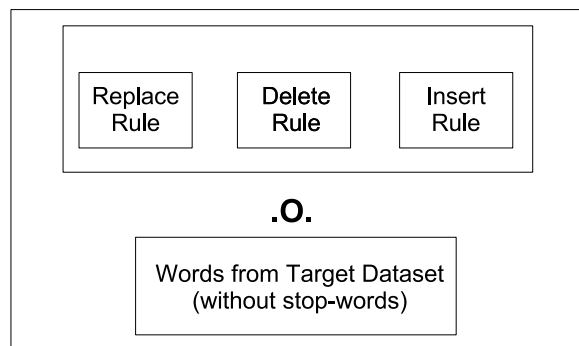 Replace
Rule
Delete
Rule
Insert
Rule
.O.
Words from Target Dataset
(without stop-words)